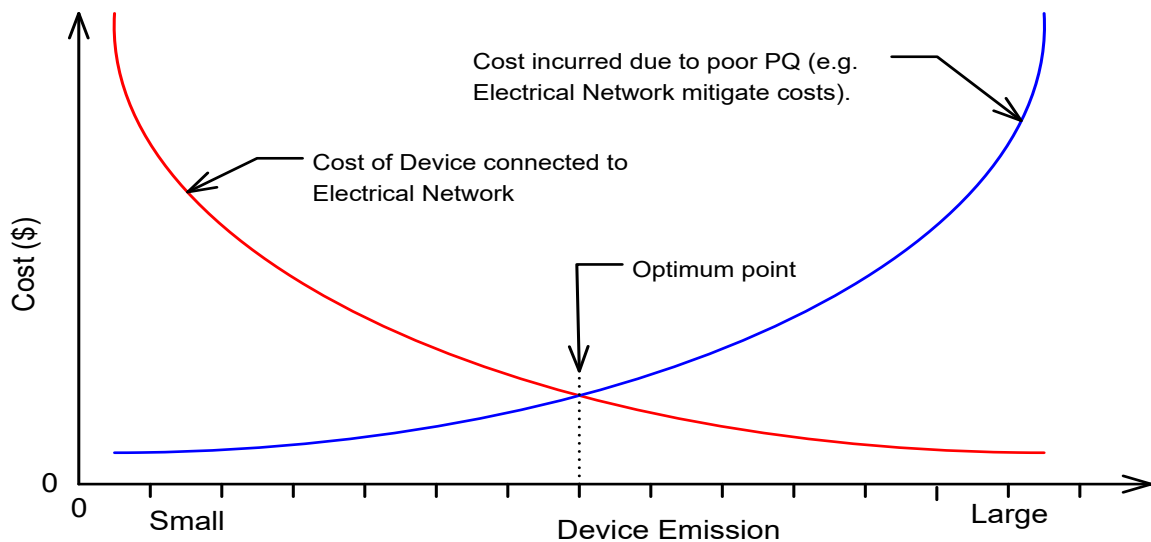 Cost incurred due to poor PQ (e.g.
Electrical Network mitigate costs).
Cost of Device connected to
Electrical Network
Optimum point
Cost ($)
0
0
Small
Device Emission
Large